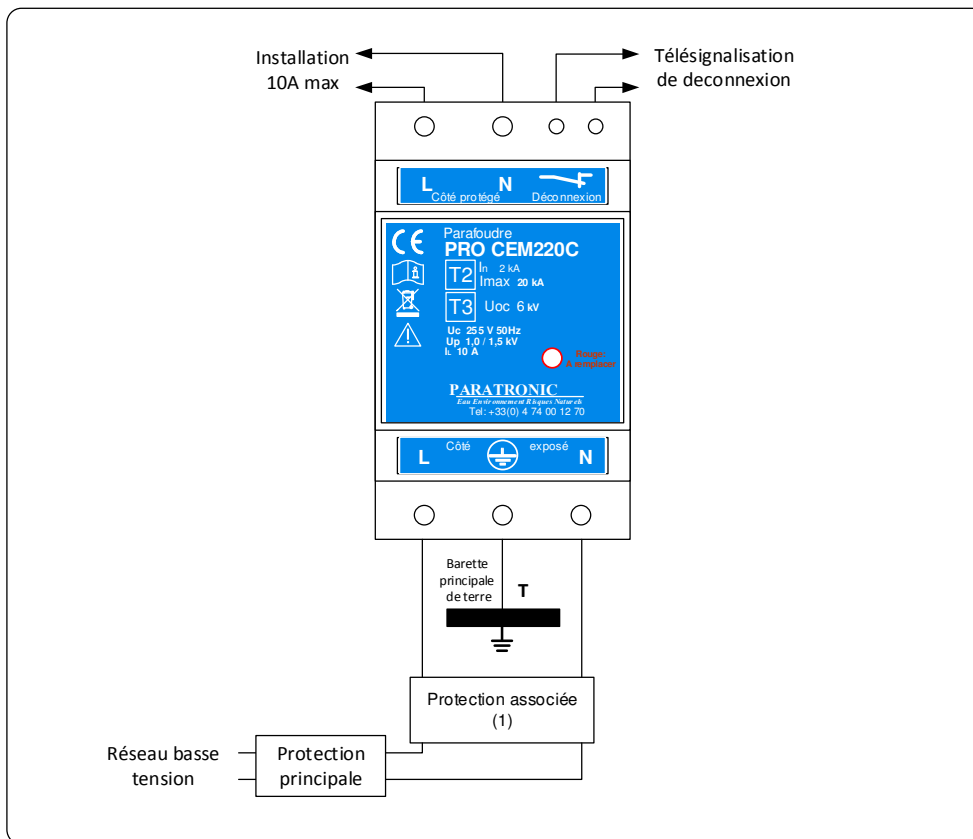 Installation
10A max
Télésignalisation
de deconnexion
L N
Côté protégé Déconnexion
CE
Parafoudre
PRO CEM220C
T2 In 2 kA
Imax 20 kA
T3 Uoc 6 kV
Uc 255 V 50Hz
Up 1,0 / 1,5 kV
IL 10 A
Rouge:
A remplacer
PARATRONIC
Eau Environnement Risques Naturels
Tel: +33(0) 4 74 00 12 70
L Côté exposé N
Barette
principale
de terre
T
Protection associée
(1)
Réseau basse
tension
Protection
principale